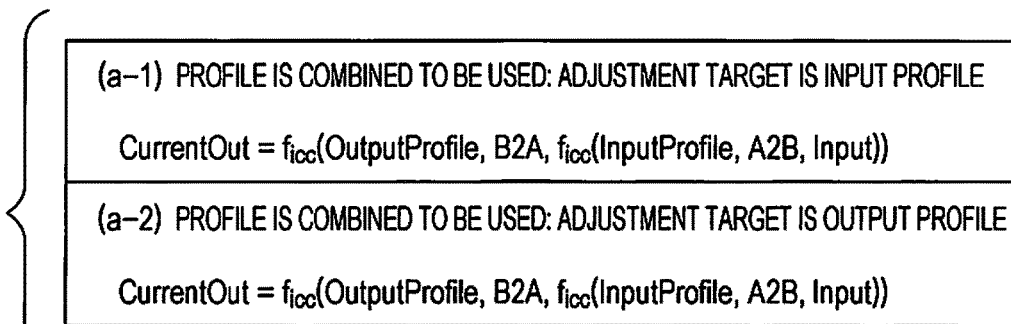 (a-1) PROFILE IS COMBINED TO BE USED: ADJUSTMENT TARGET IS INPUT PROFILE
CurrentOut = ficc(OutputProfile, B2A, ficc(InputProfile, A2B, Input))
(a-2) PROFILE IS COMBINED TO BE USED: ADJUSTMENT TARGET IS OUTPUT PROFILE
CurrentOut = ficc(OutputProfile, B2A, ficc(InputProfile, A2B, Input))